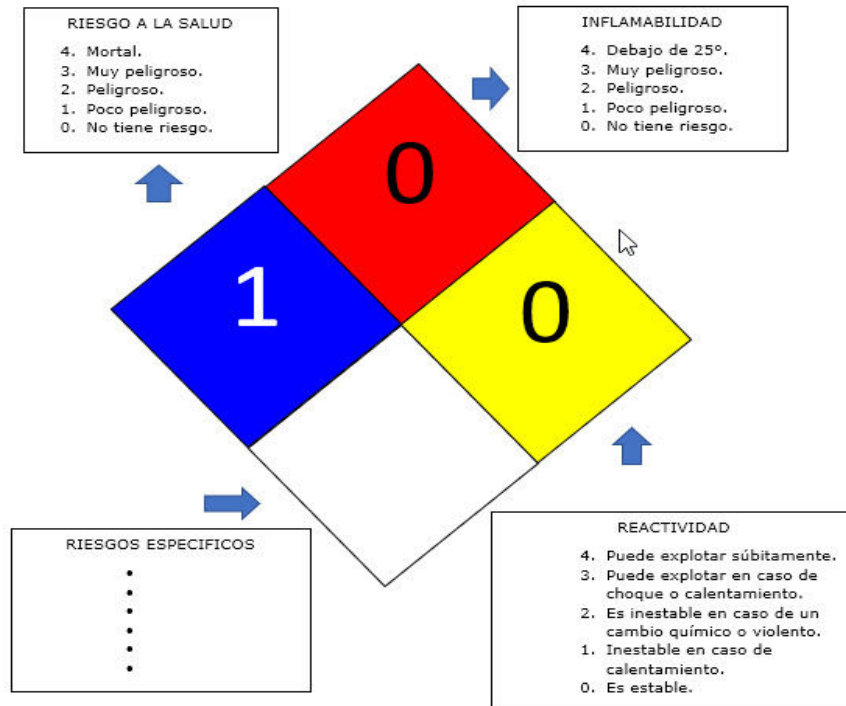 RIESGO A LA SALUD
4. Mortal.
3. Muy peligroso.
2. Peligroso.
1. Poco peligroso.
0. No tiene riesgo.
INFLAMABILIDAD
4. Debajo de 25º.
3. Muy peligroso.
2. Peligroso.
1. Poco peligroso.
0. No tiene riesgo.
0
1
0
RIESGOS ESPECIFICOS
REACTIVIDAD
4. Puede explotar súbitamente.
3. Puede explotar en caso de
choque o calentamiento.
2. Es inestable en caso de un
cambio químico o violento.
1. Inestable en caso de
calentamiento.
0. Es estable.